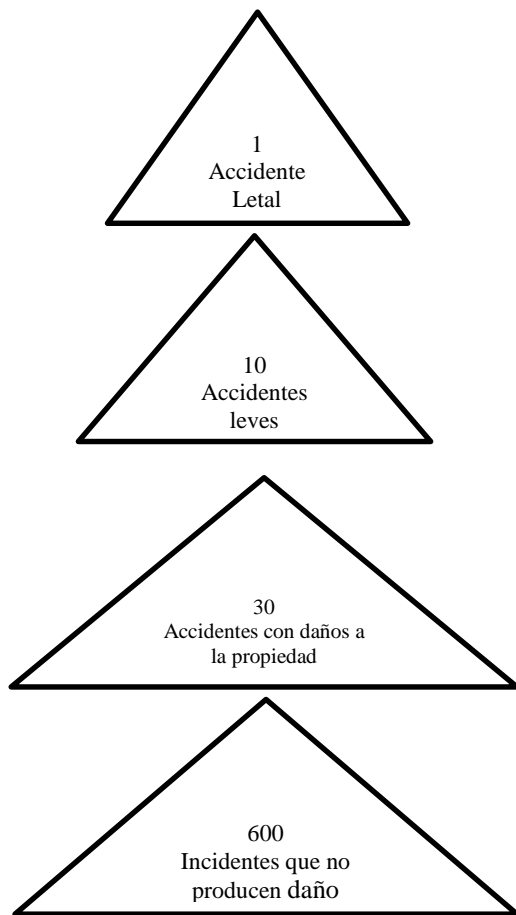 1
Accidente
Letal
10
Accidentes
leves
30
Accidentes con daños a
la propiedad
600
Incidentes que no
producen daño